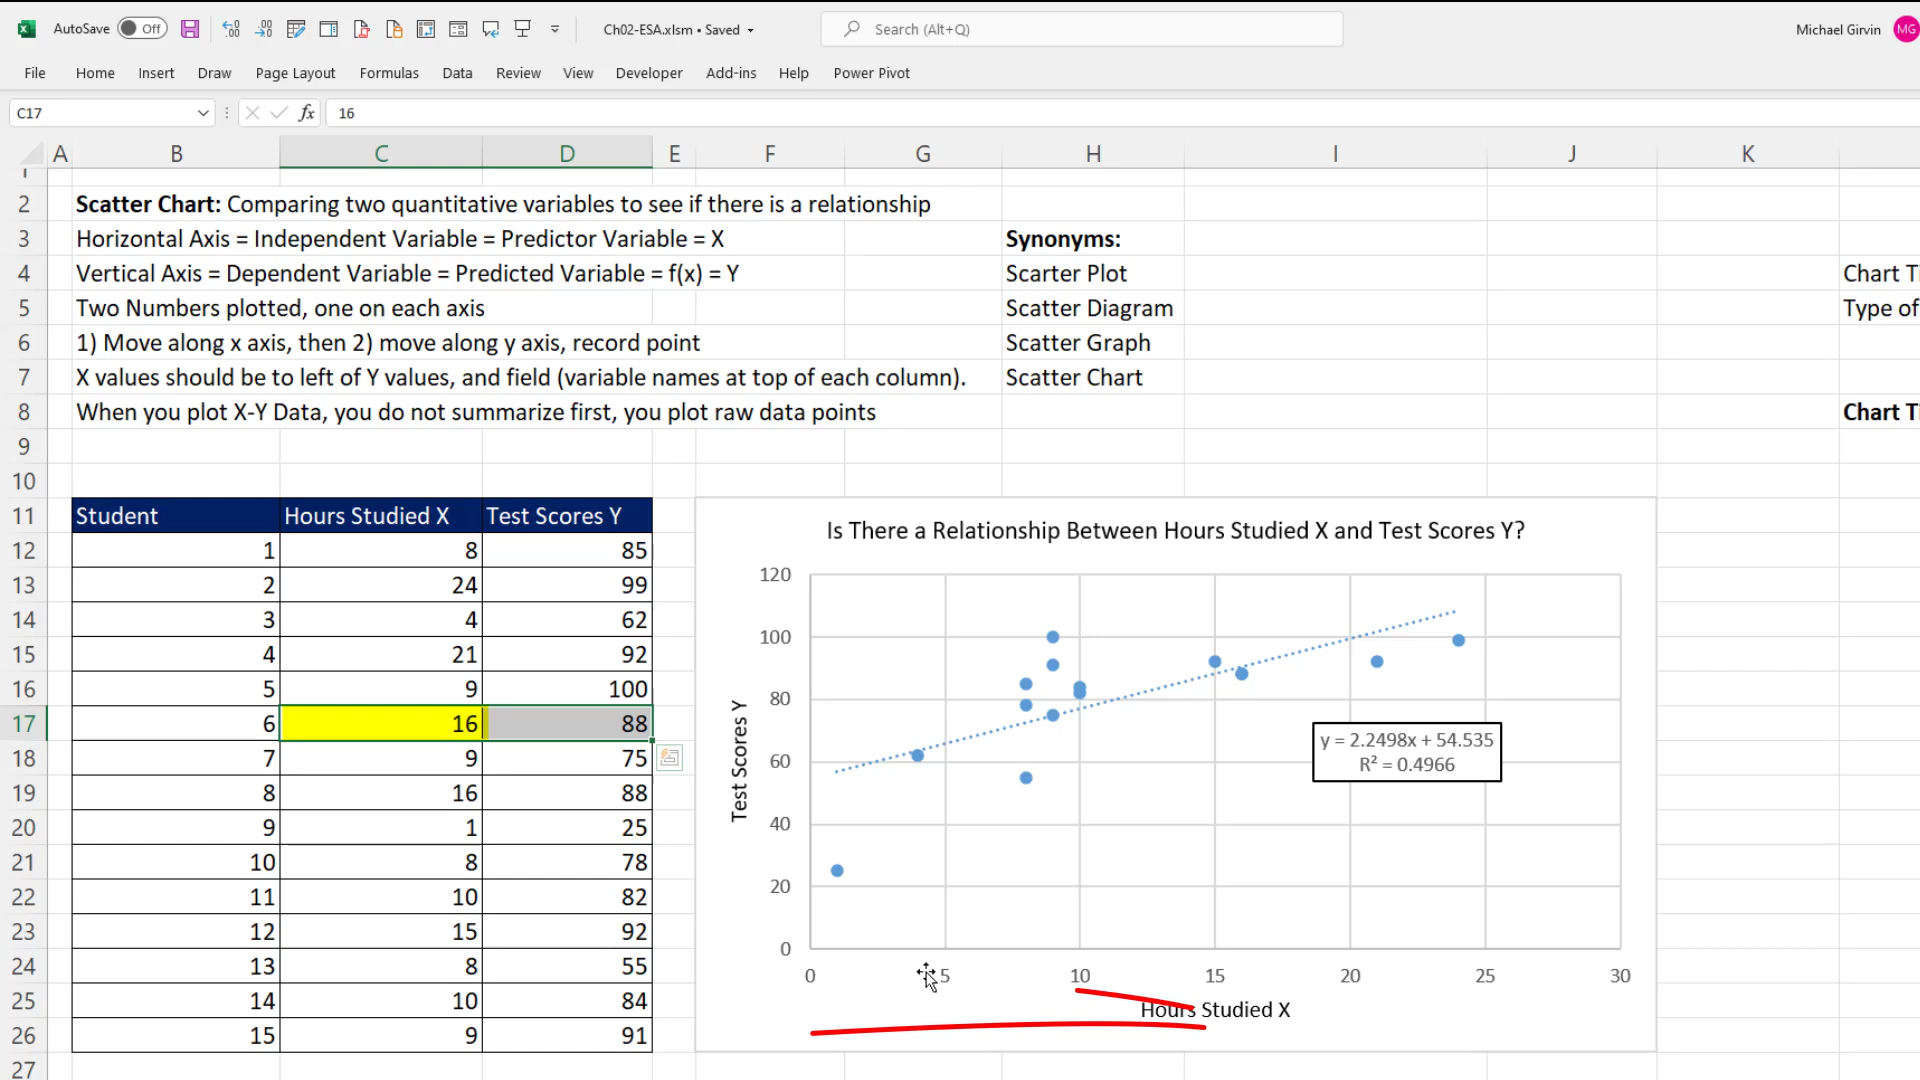 AutoSave Off Ch02-ESA.xlsm • Saved Search (Alt+Q) Michael Girvin MG
File Home Insert Draw Page Layout Formulas Data Review View Developer Add-ins Help Power Pivot
C17 fx 16
A B C D E F G H I J K
1
2 Scatter Chart: Comparing two quantitative variables to see if there is a relationship
3 Horizontal Axis = Independent Variable = Predictor Variable = X Synonyms:
4 Vertical Axis = Dependent Variable = Predicted Variable = f(x) = Y Scarter Plot Chart Ti
5 Two Numbers plotted, one on each axis Scatter Diagram Type of
6 1) Move along x axis, then 2) move along y axis, record point Scatter Graph
7 X values should be to left of Y values, and field (variable names at top of each column). Scatter Chart
8 When you plot X-Y Data, you do not summarize first, you plot raw data points Chart Ti
9
10
11 Student Hours Studied X Test Scores Y
12 1 8 85
13 2 24 99
14 3 4 62
15 4 21 92
16 5 9 100
17 6 16 88
18 7 9 75
19 8 16 88
20 9 1 25
21 10 8 78
22 11 10 82
23 12 15 92
24 13 8 55
25 14 10 84
26 15 9 91
27
Is There a Relationship Between Hours Studied X and Test Scores Y?
120
100
80
60
40
20
0
Test Scores Y
y = 2.2498x + 54.535
R² = 0.4966
0 5 10 15 20 25 30
Hours Studied X